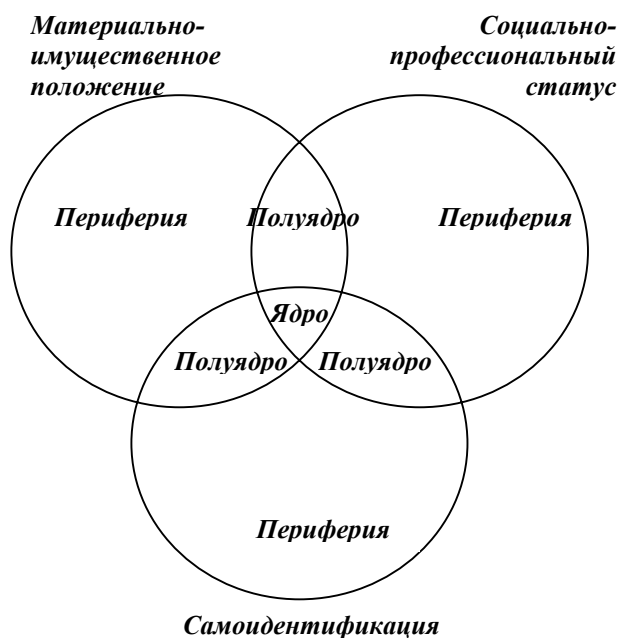 Материально-
имущественное
положение
Социально-
профессиональный
статус
Периферия
Полуядро
Периферия
Ядро
Полуядро
Полуядро
Периферия
Самоидентификация